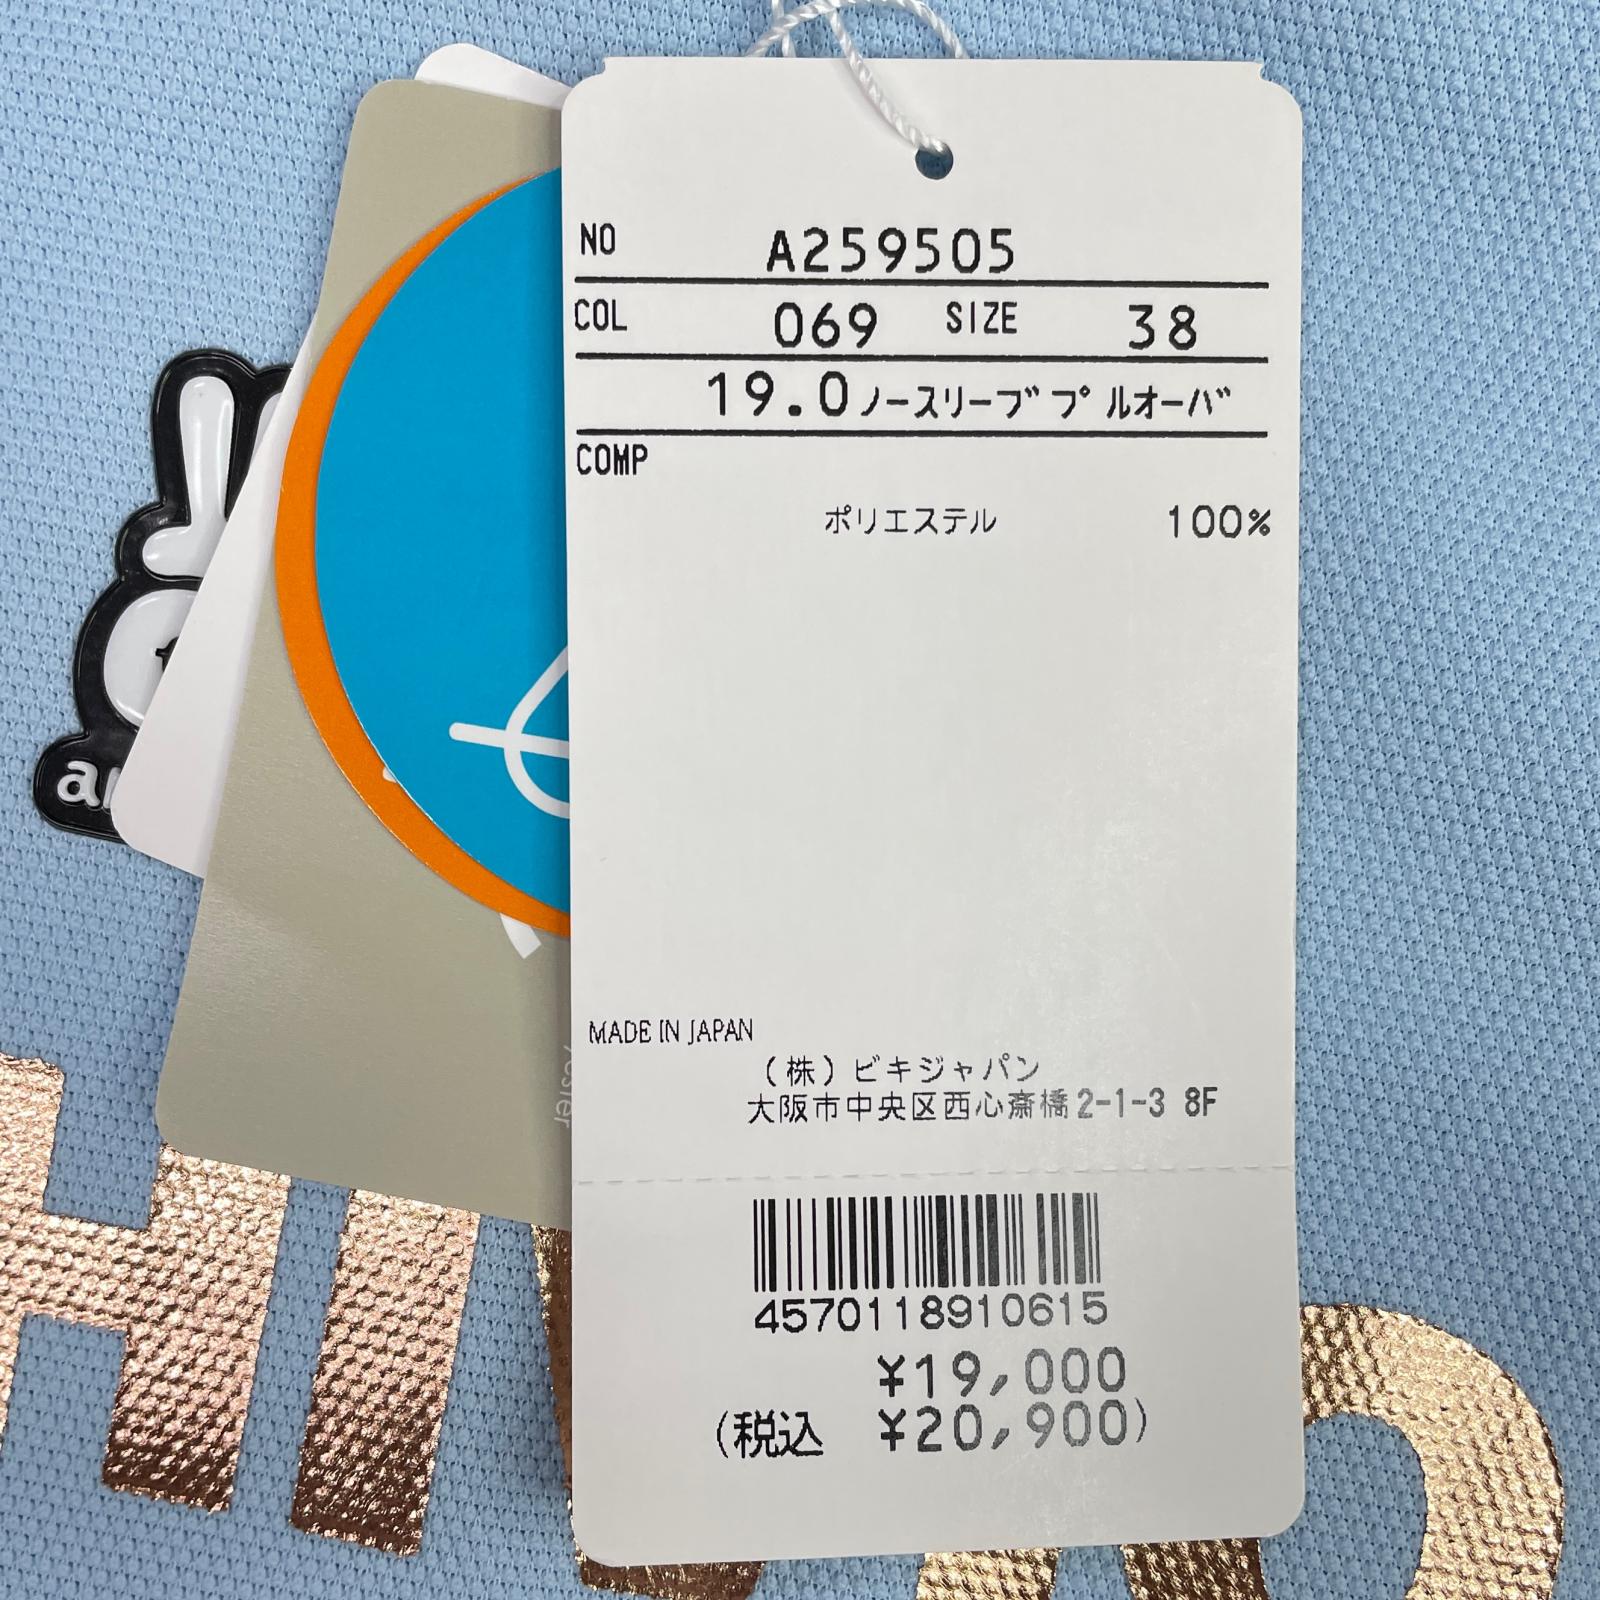 NO A259505
COL 069 SIZE 38
19.0ノースリーブプルオーバ
COMP
ポリエステル 100%
MADE IN JAPAN
(株)ビキジャパン
大阪市中央区西心斎橋2-1-3 8F
4570118910615
¥19,000
(税込 ¥20,900)